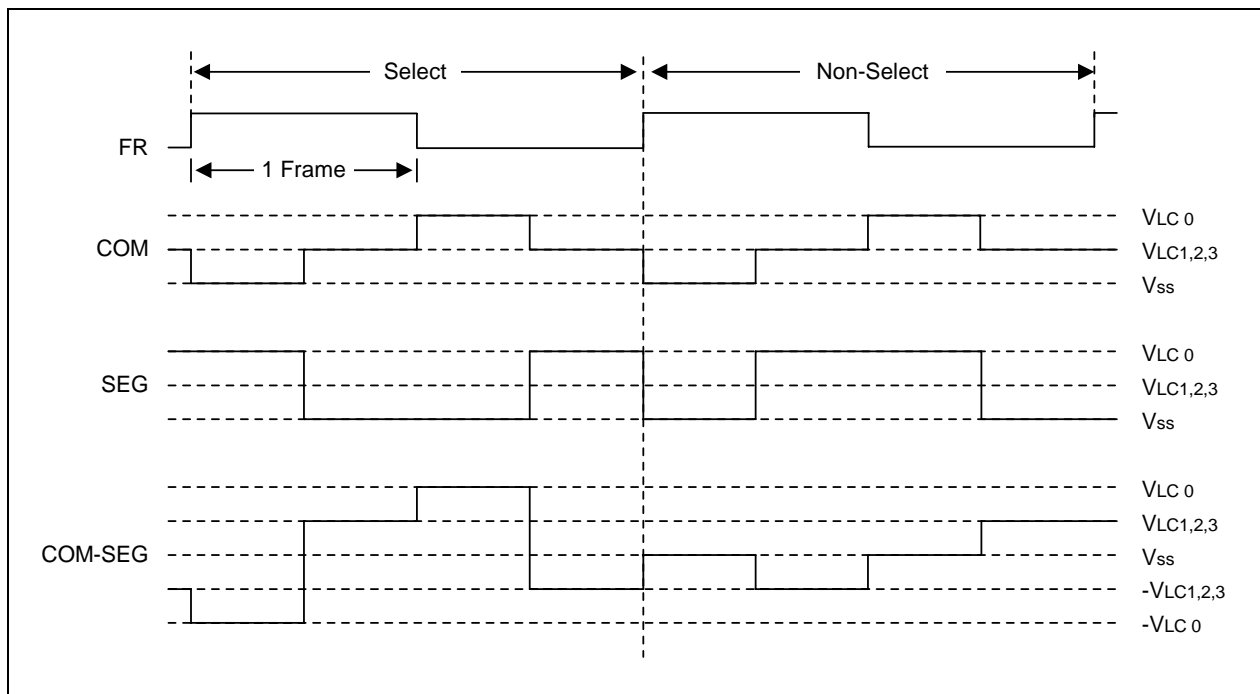 Select
Non-Select
FR
1 Frame
COM
VLC 0
VLC1,2,3
Vss
SEG
VLC 0
VLC1,2,3
Vss
COM-SEG
VLC 0
VLC1,2,3
Vss
-VLC1,2,3
-VLC 0